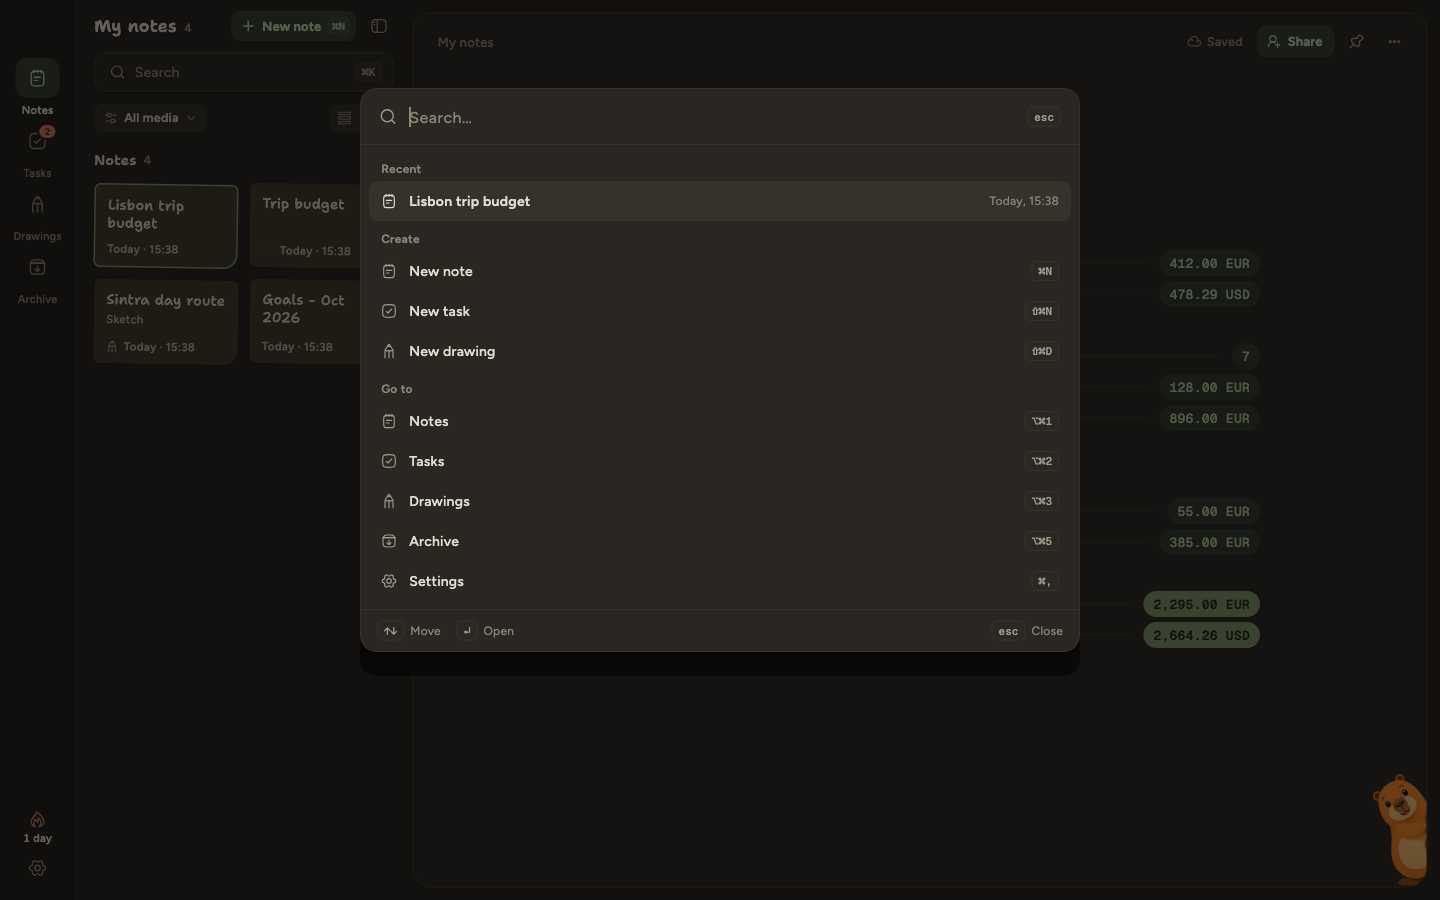 My notes 4
New note ⌘N
Search ⌘K
All media
Notes
2
Tasks
Drawings
Archive
1 day
Notes 4
Lisbon trip
budget
Today · 15:38
Trip budget
Today · 15:38
Sintra day route
Sketch
Today · 15:38
Goals - Oct
2026
Today · 15:38
My notes
Saved
Share
Search...
esc
Recent
Lisbon trip budget
Today, 15:38
Create
New note ⌘N
New task ⇧⌘N
New drawing ⇧⌘D
Go to
Notes ⌥⌘1
Tasks ⌥⌘2
Drawings ⌥⌘3
Archive ⌥⌘5
Settings ⌘,
Move
Open
esc Close
412.00 EUR
478.29 USD
7
128.00 EUR
896.00 EUR
55.00 EUR
385.00 EUR
2,295.00 EUR
2,664.26 USD